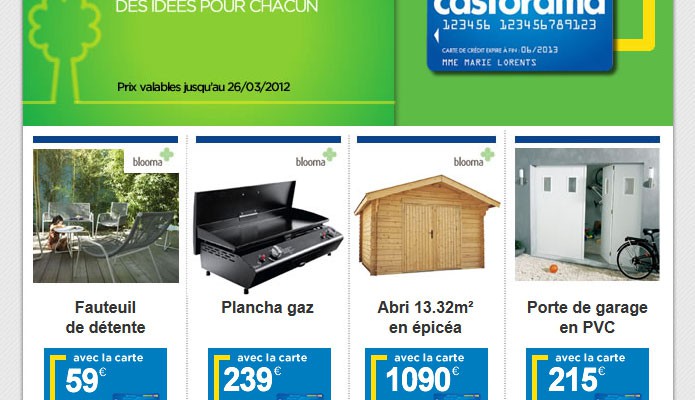 DES IDÉES POUR CHACUN
castorama
123456 123456789123
CARTE DE CRÉDIT EXPIRE À FIN : 06/2013
MME MARIE LORENTS
Prix valables jusqu'au 26/03/2012
blooma
blooma
blooma
Fauteuil
de détente
Plancha gaz
Abri 13.32m²
en épicéa
Porte de garage
en PVC
avec la carte
59€
avec la carte
239€
avec la carte
1090€
avec la carte
215€